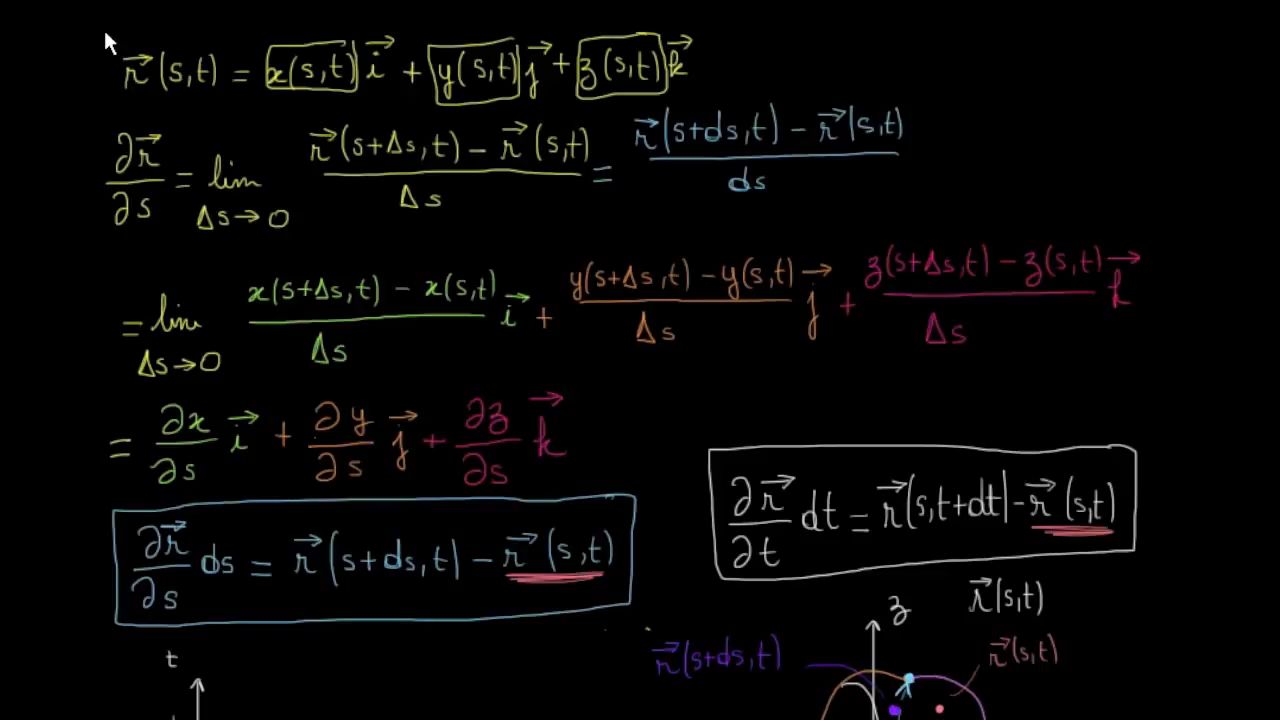 r⃗(s,t) = x(s,t) i⃗ + y(s,t) j⃗ + z(s,t) k⃗
∂r⃗/∂s = lim Δs→0 (r⃗(s+Δs,t) − r⃗(s,t))/Δs = (r⃗(s+ds,t) − r⃗(s,t))/ds
= lim Δs→0 (x(s+Δs,t) − x(s,t))/Δs i⃗ + (y(s+Δs,t) − y(s,t))/Δs j⃗ + (z(s+Δs,t) − z(s,t))/Δs k⃗
= ∂x/∂s i⃗ + ∂y/∂s j⃗ + ∂z/∂s k⃗
∂r⃗/∂s ds = r⃗(s+ds,t) − r⃗(s,t)
∂r⃗/∂t dt = r⃗(s,t+dt) − r⃗(s,t)
t
z
r⃗(s,t)
r⃗(s+ds,t)
r⃗(s,t)